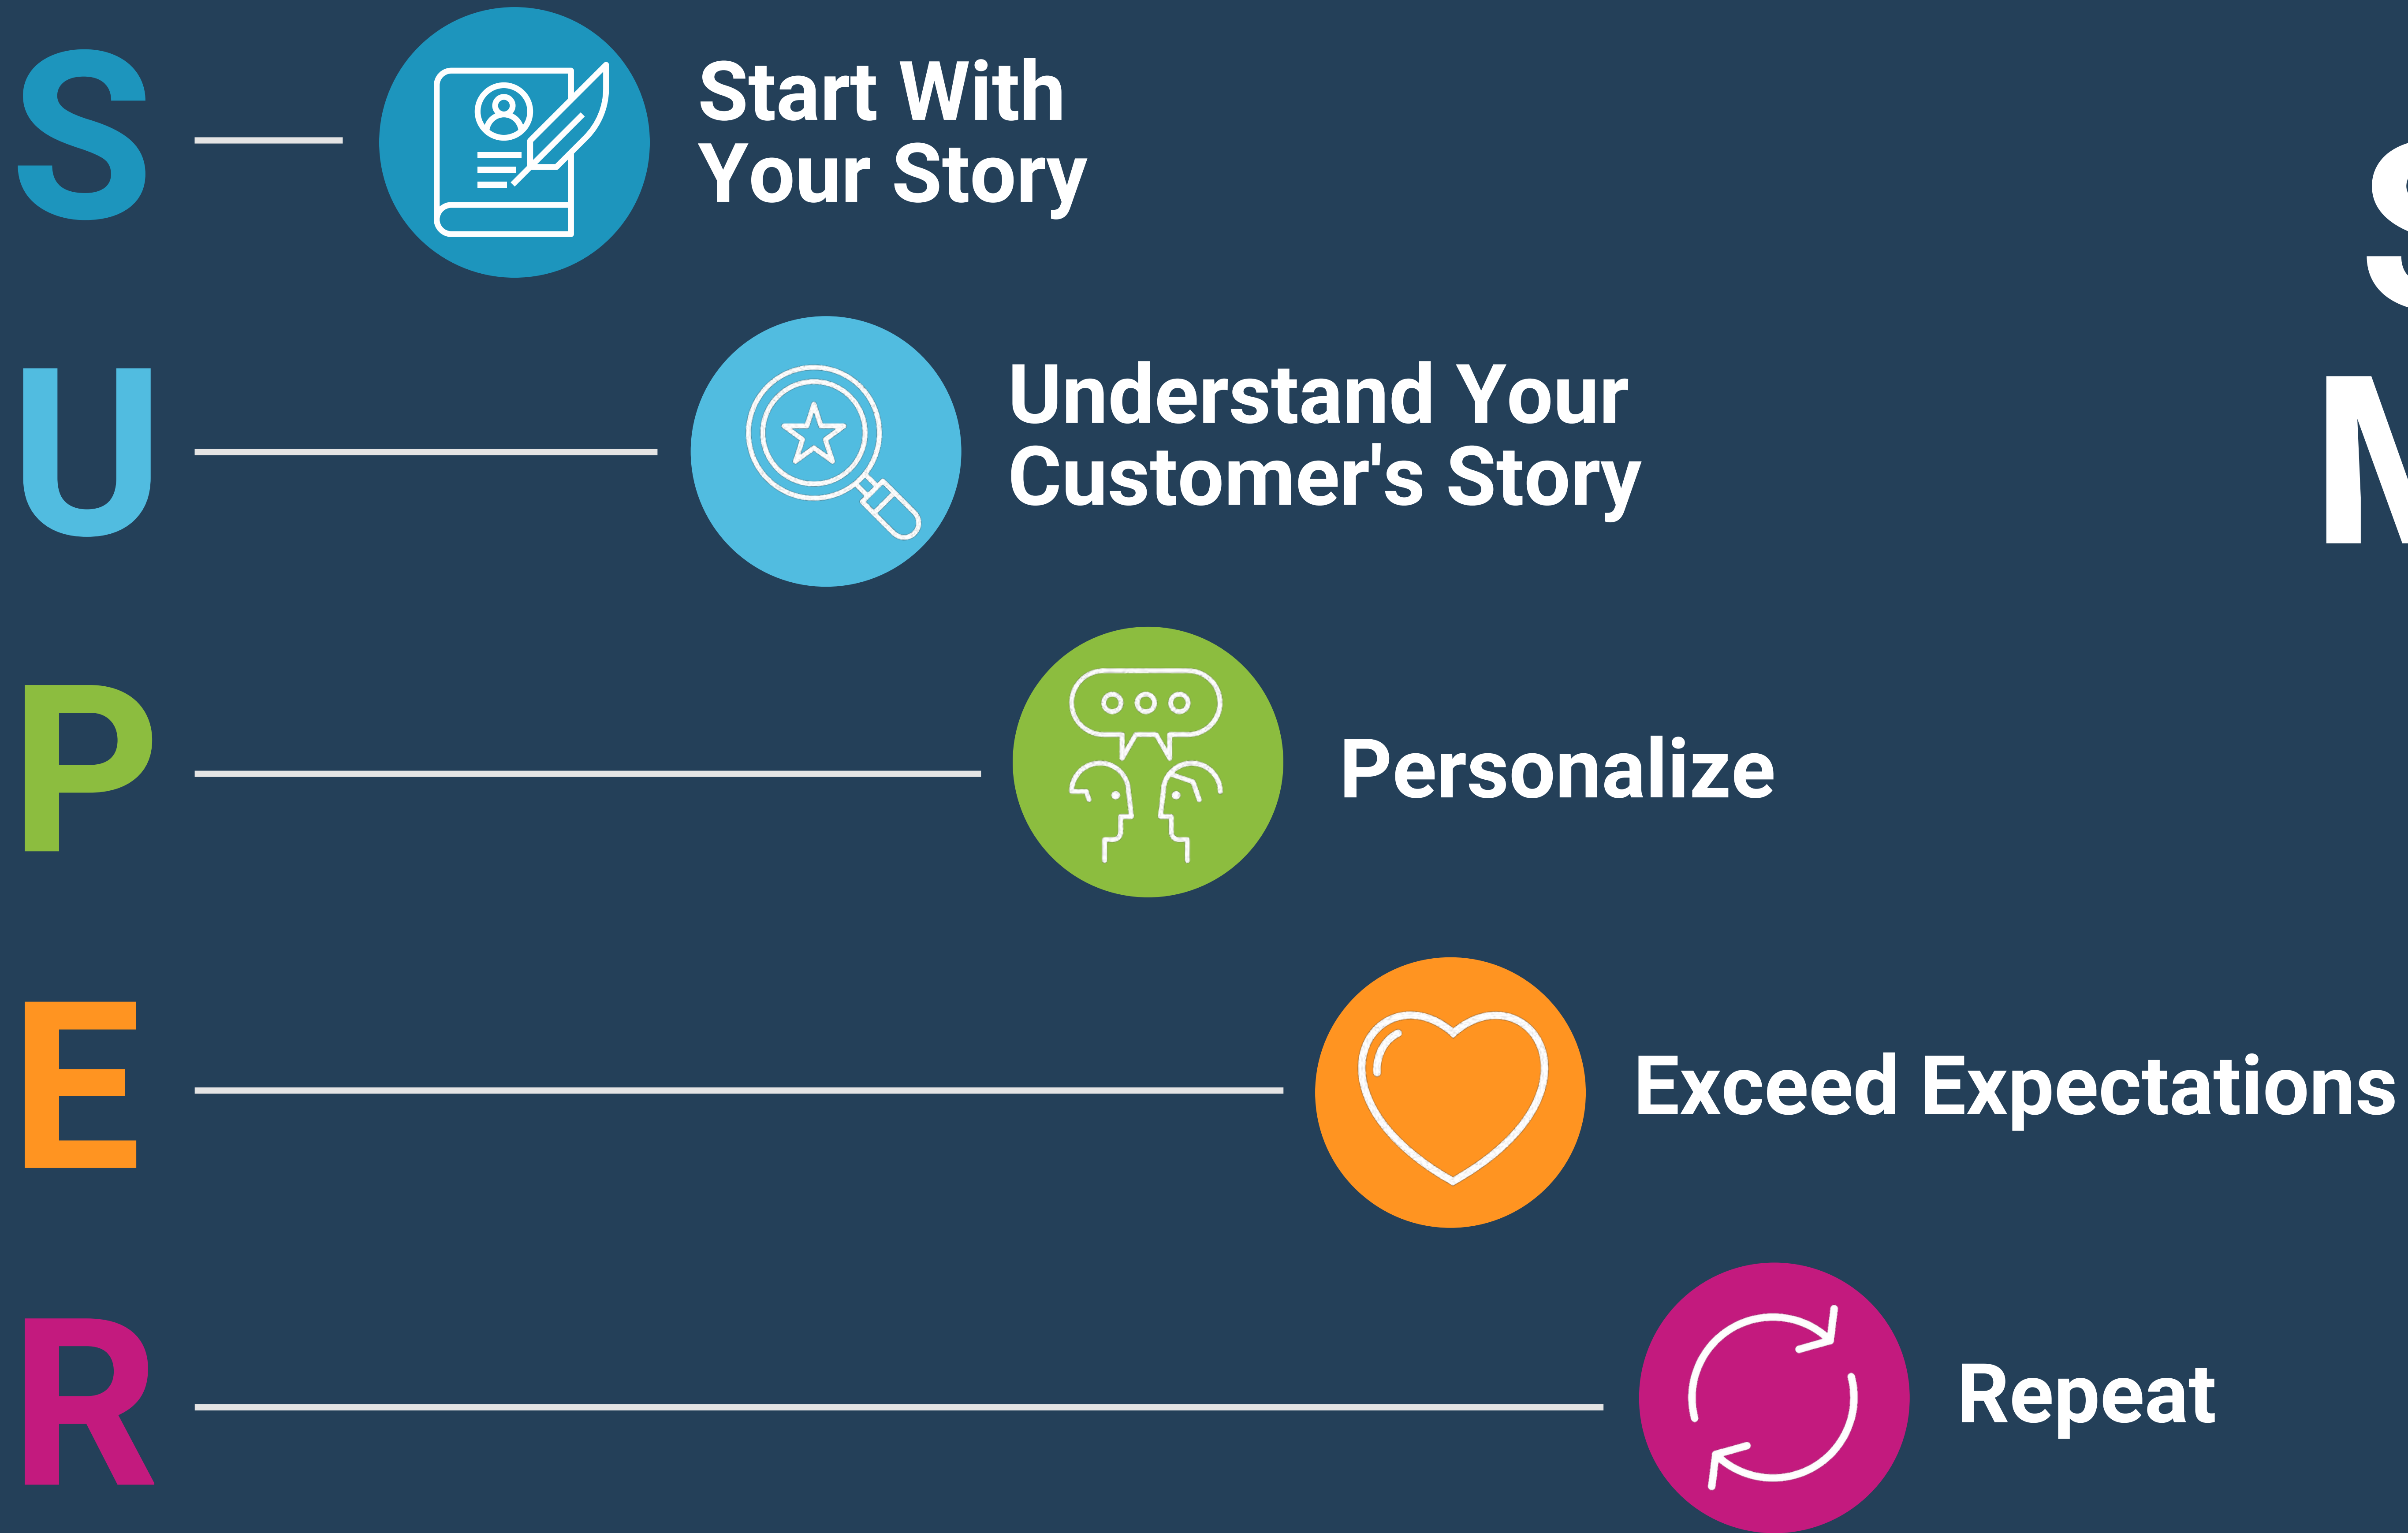 S
Start With
Your Story
U
Understand Your
Customer's Story
P
Personalize
E
Exceed Expectations
R
Repeat